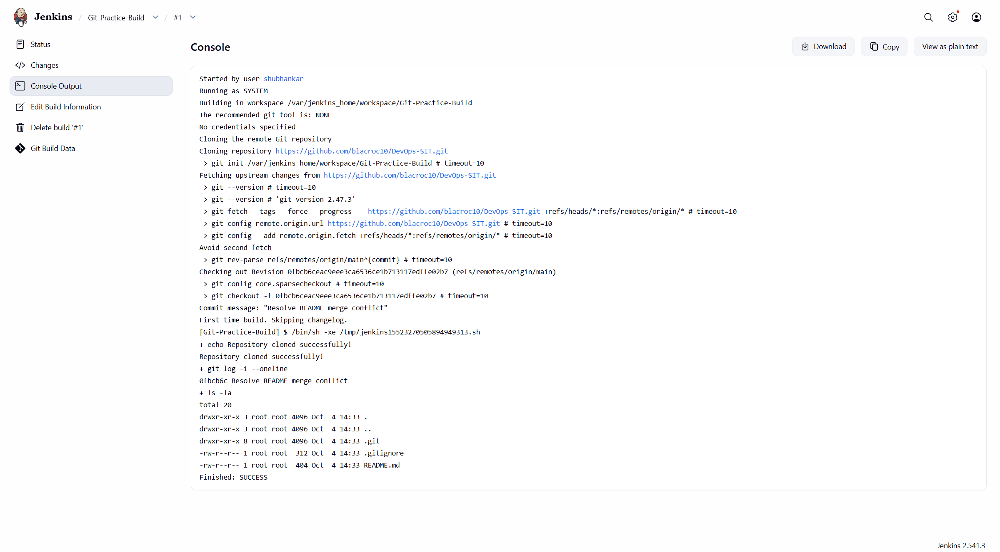 Jenkins / Git-Practice-Build / #1
Status
Changes
Console Output
Edit Build Information
Delete build ‘#1’
Git Build Data
Console
Download
Copy
View as plain text
Started by user shubhankar
Running as SYSTEM
Building in workspace /var/jenkins_home/workspace/Git-Practice-Build
The recommended git tool is: NONE
No credentials specified
Cloning the remote Git repository
Cloning repository https://github.com/blacroc10/DevOps-SIT.git
 > git init /var/jenkins_home/workspace/Git-Practice-Build # timeout=10
Fetching upstream changes from https://github.com/blacroc10/DevOps-SIT.git
 > git --version # timeout=10
 > git --version # 'git version 2.47.3'
 > git fetch --tags --force --progress -- https://github.com/blacroc10/DevOps-SIT.git +refs/heads/*:refs/remotes/origin/* # timeout=10
 > git config remote.origin.url https://github.com/blacroc10/DevOps-SIT.git # timeout=10
 > git config --add remote.origin.fetch +refs/heads/*:refs/remotes/origin/* # timeout=10
Avoid second fetch
 > git rev-parse refs/remotes/origin/main^{commit} # timeout=10
Checking out Revision 0fbcb6ceac9eee3ca6536ce1b713117edffe02b7 (refs/remotes/origin/main)
 > git config core.sparsecheckout # timeout=10
 > git checkout -f 0fbcb6ceac9eee3ca6536ce1b713117edffe02b7 # timeout=10
Commit message: "Resolve README merge conflict"
First time build. Skipping changelog.
[Git-Practice-Build] $ /bin/sh -xe /tmp/jenkins15523270505894949313.sh
+ echo Repository cloned successfully!
Repository cloned successfully!
+ git log -1 --oneline
0fbcb6c Resolve README merge conflict
+ ls -la
total 20
drwxr-xr-x 3 root root 4096 Oct  4 14:33 .
drwxr-xr-x 3 root root 4096 Oct  4 14:33 ..
drwxr-xr-x 8 root root 4096 Oct  4 14:33 .git
-rw-r--r-- 1 root root  312 Oct  4 14:33 .gitignore
-rw-r--r-- 1 root root  404 Oct  4 14:33 README.md
Finished: SUCCESS
Jenkins 2.541.3